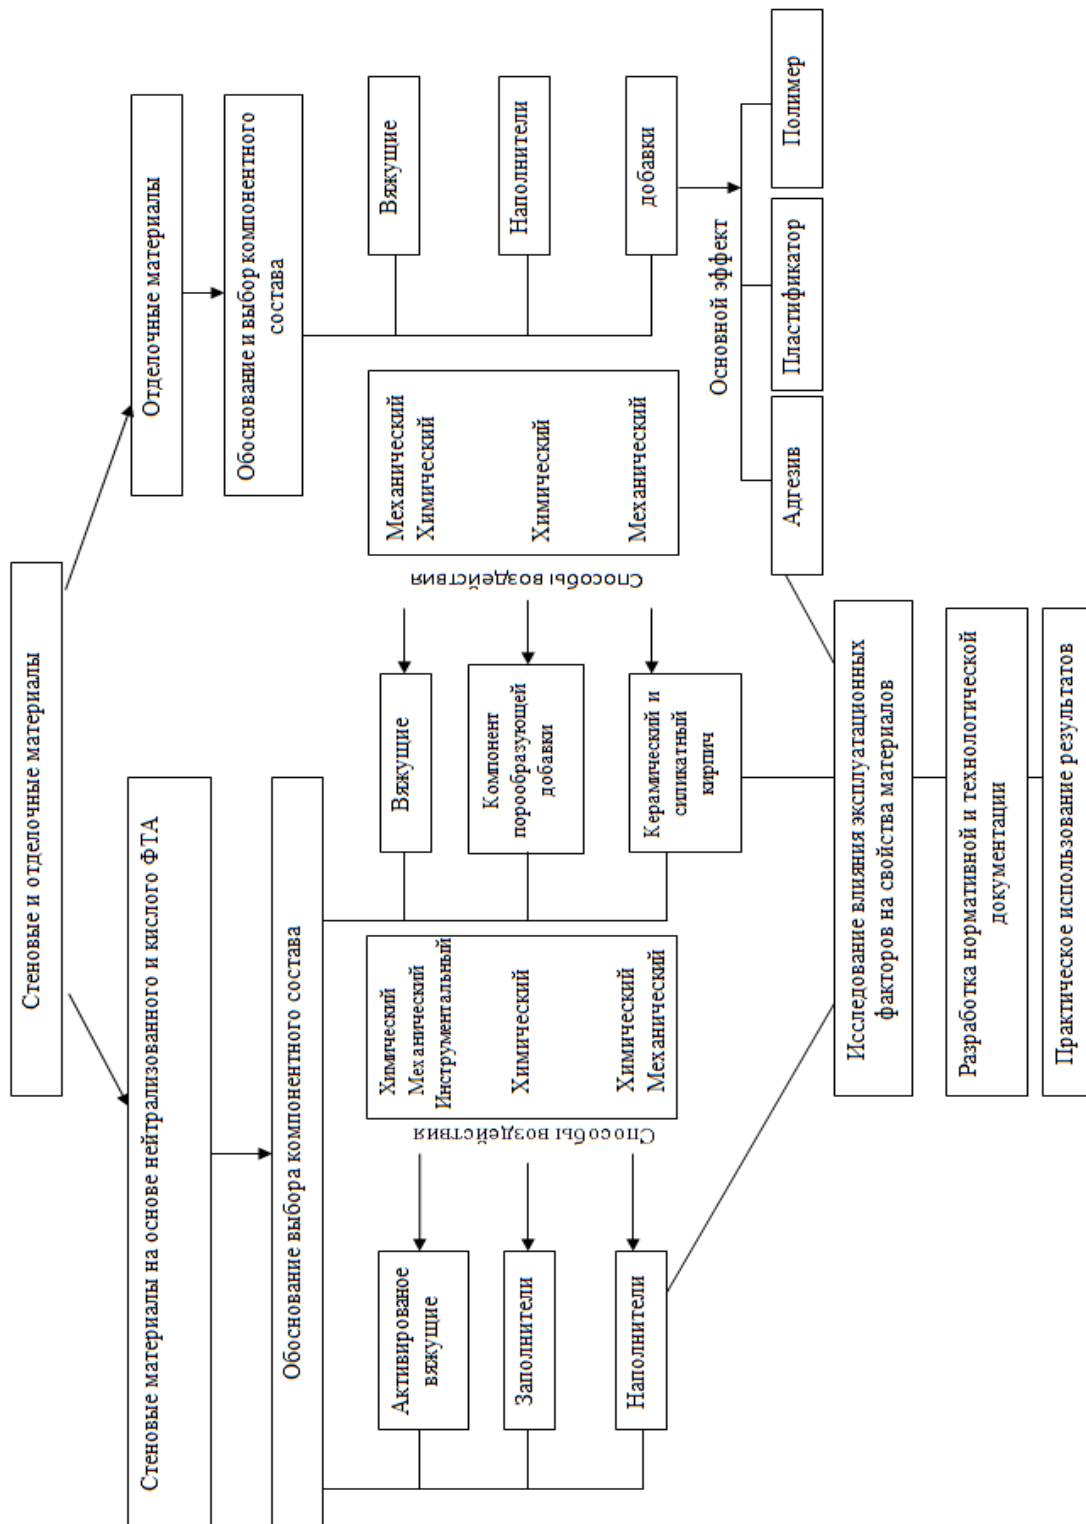 Стеновые и отделочные материалы
Стеновые материалы на основе нейтрализованного и кислого ФТА
Отделочные материалы
Обоснование выбора компонентного состава
Обоснование и выбор компонентного
состава
Активированое
вяжущие
Заполнители
Наполнители
Способы воздействия
Химический
Механический
Инструментальный
Химический
Химический
Механический
Вяжущие
Компонент
порообразующей
добавки
Керамический и
силикатный
кирпич
Способы воздействия
Механический
Химический
Химический
Механический
Вяжущие
Наполнители
добавки
Основной эффект
Адгезив
Пластификатор
Полимер
Исследование влияния эксплуатационных
факторов на свойства материалов
Разработка нормативной и технологической
документации
Практическое использование результатов